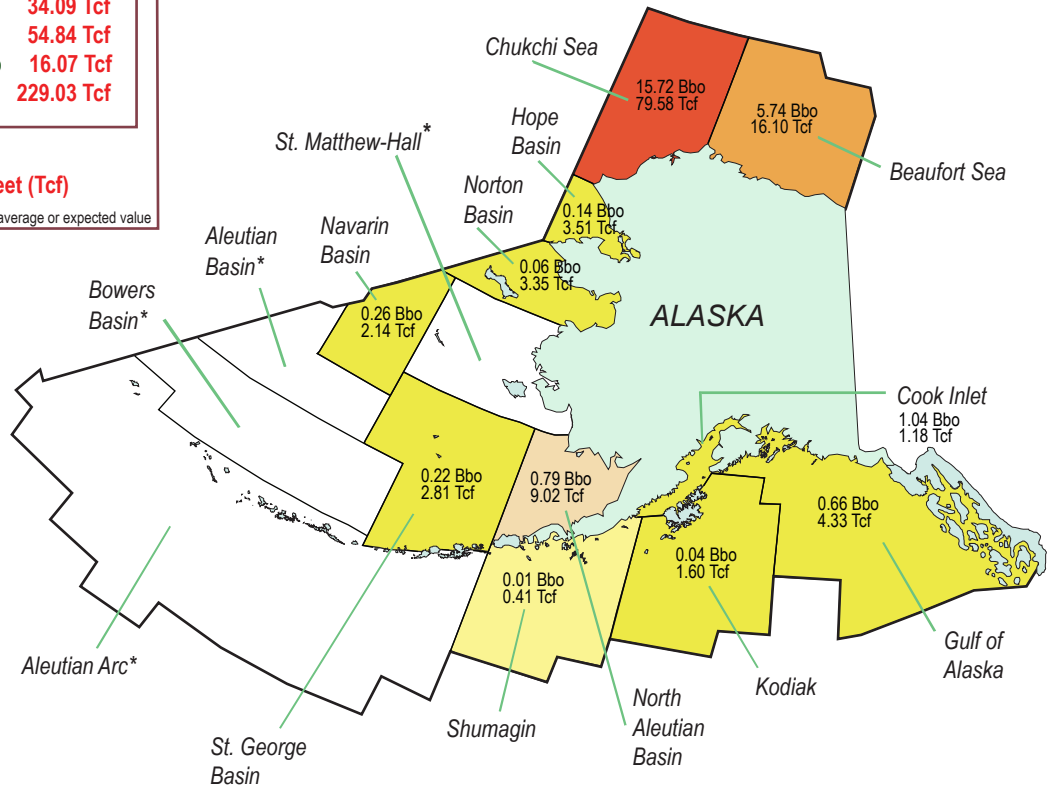 34.09 Tcf
54.84 Tcf
16.07 Tcf
229.03 Tcf
eet (Tcf)
average or expected value
Chukchi Sea
15.72 Bbo
79.58 Tcf
5.74 Bbo
16.10 Tcf
Beaufort Sea
St. Matthew-Hall*
Hope
Basin
0.14 Bbo
3.51 Tcf
Norton
Basin
0.06 Bbo
3.35 Tcf
Navarin
Basin
0.26 Bbo
2.14 Tcf
Aleutian
Basin*
Bowers
Basin*
ALASKA
Cook Inlet
1.04 Bbo
1.18 Tcf
0.22 Bbo
2.81 Tcf
0.79 Bbo
9.02 Tcf
0.66 Bbo
4.33 Tcf
0.01 Bbo
0.41 Tcf
0.04 Bbo
1.60 Tcf
Aleutian Arc*
St. George
Basin
Shumagin
North
Aleutian
Basin
Kodiak
Gulf of
Alaska